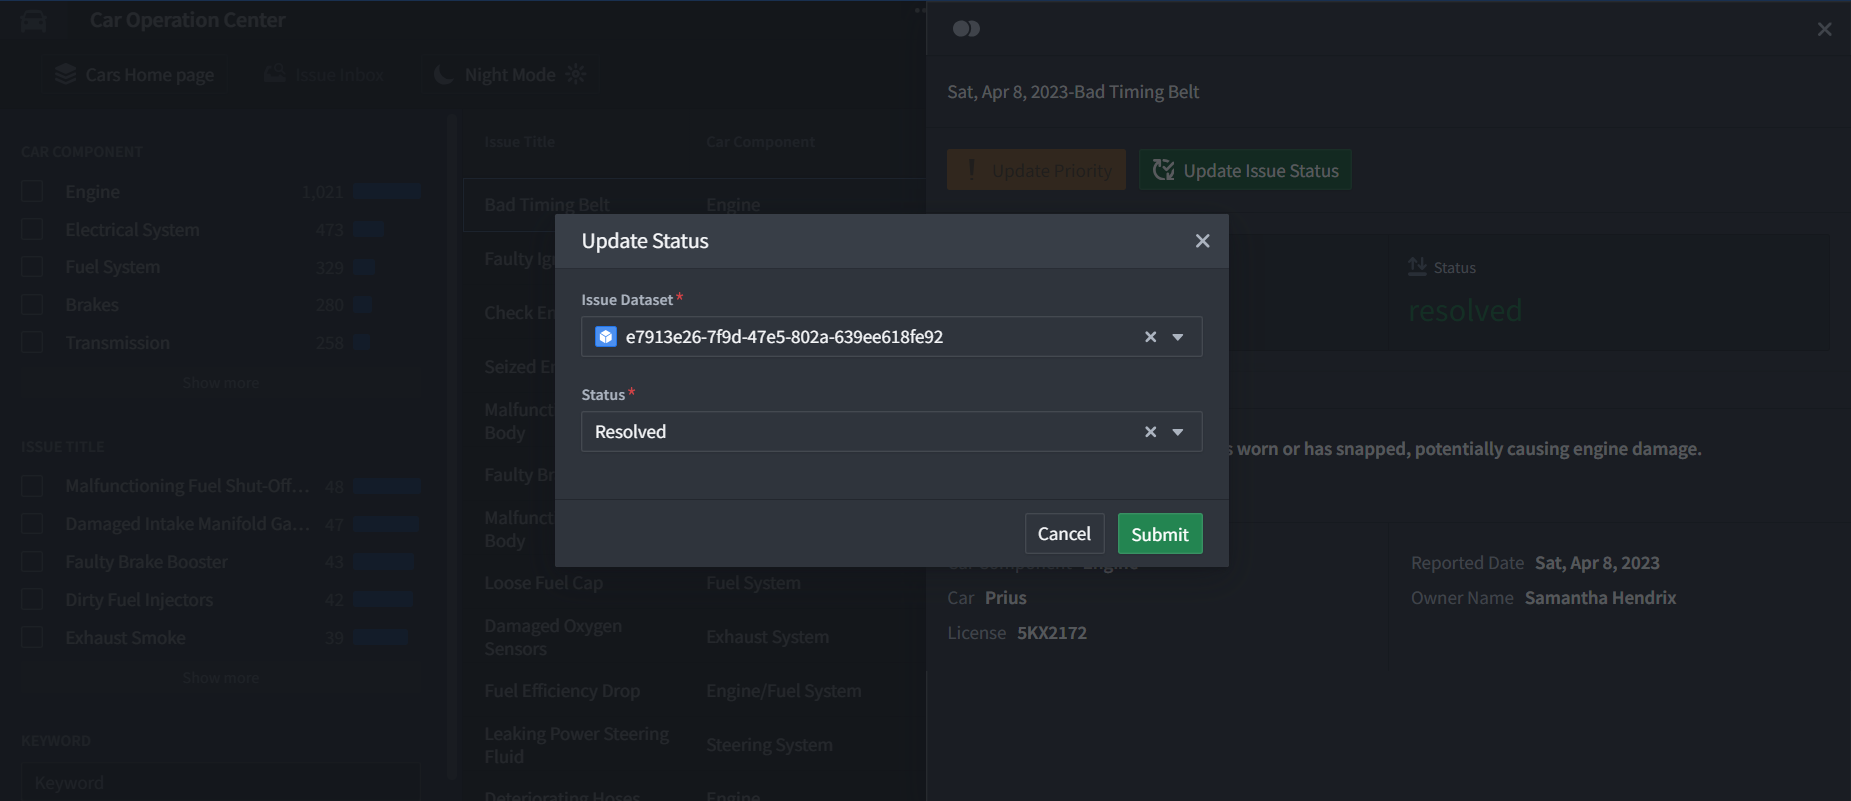 Car Operation Center
Cars Home page
Issue Inbox
Night Mode
CAR COMPONENT
Engine 1,021
Electrical System 473
Fuel System 329
Brakes 280
Transmission 258
Show more
ISSUE TITLE
Malfunctioning Fuel Shut-Off... 48
Damaged Intake Manifold Ga... 47
Faulty Brake Booster 43
Dirty Fuel Injectors 42
Exhaust Smoke 39
Show more
KEYWORD
Keyword
Issue Title Car Component
Bad Timing Belt Engine
Faulty Ig
Check En
Seized En
Malfunct
Body
Faulty Br
Malfunct
Body
Loose Fuel Cap Fuel System
Damaged Oxygen
Sensors
Exhaust System
Fuel Efficiency Drop Engine/Fuel System
Leaking Power Steering
Fluid
Steering System
Deteriorating Hoses Engine
Update Status
Issue Dataset *
e7913e26-7f9d-47e5-802a-639ee618fe92
Status *
Resolved
Cancel
Submit
Sat, Apr 8, 2023-Bad Timing Belt
Update Priority
Update Issue Status
Status
resolved
s worn or has snapped, potentially causing engine damage.
Car Component Engine
Car Prius
License 5KX2172
Reported Date Sat, Apr 8, 2023
Owner Name Samantha Hendrix